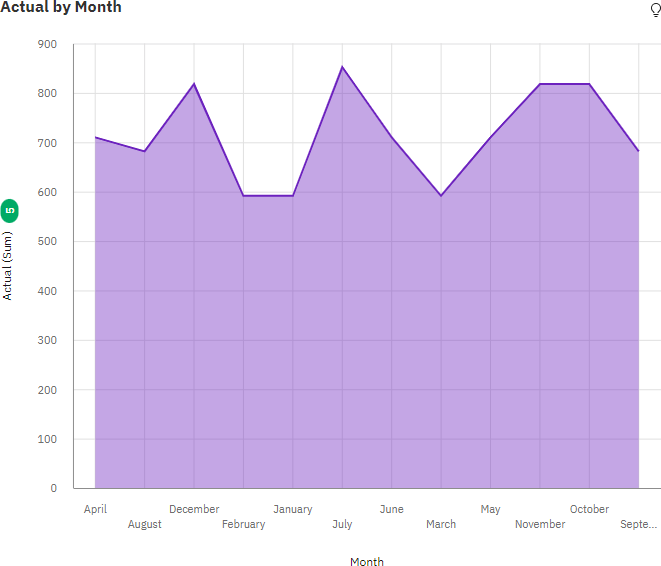 Actual by Month
900
800
700
600
500
400
300
200
100
0
Actual (Sum)
5
April
August
December
February
January
July
June
March
May
November
October
Septe...
Month